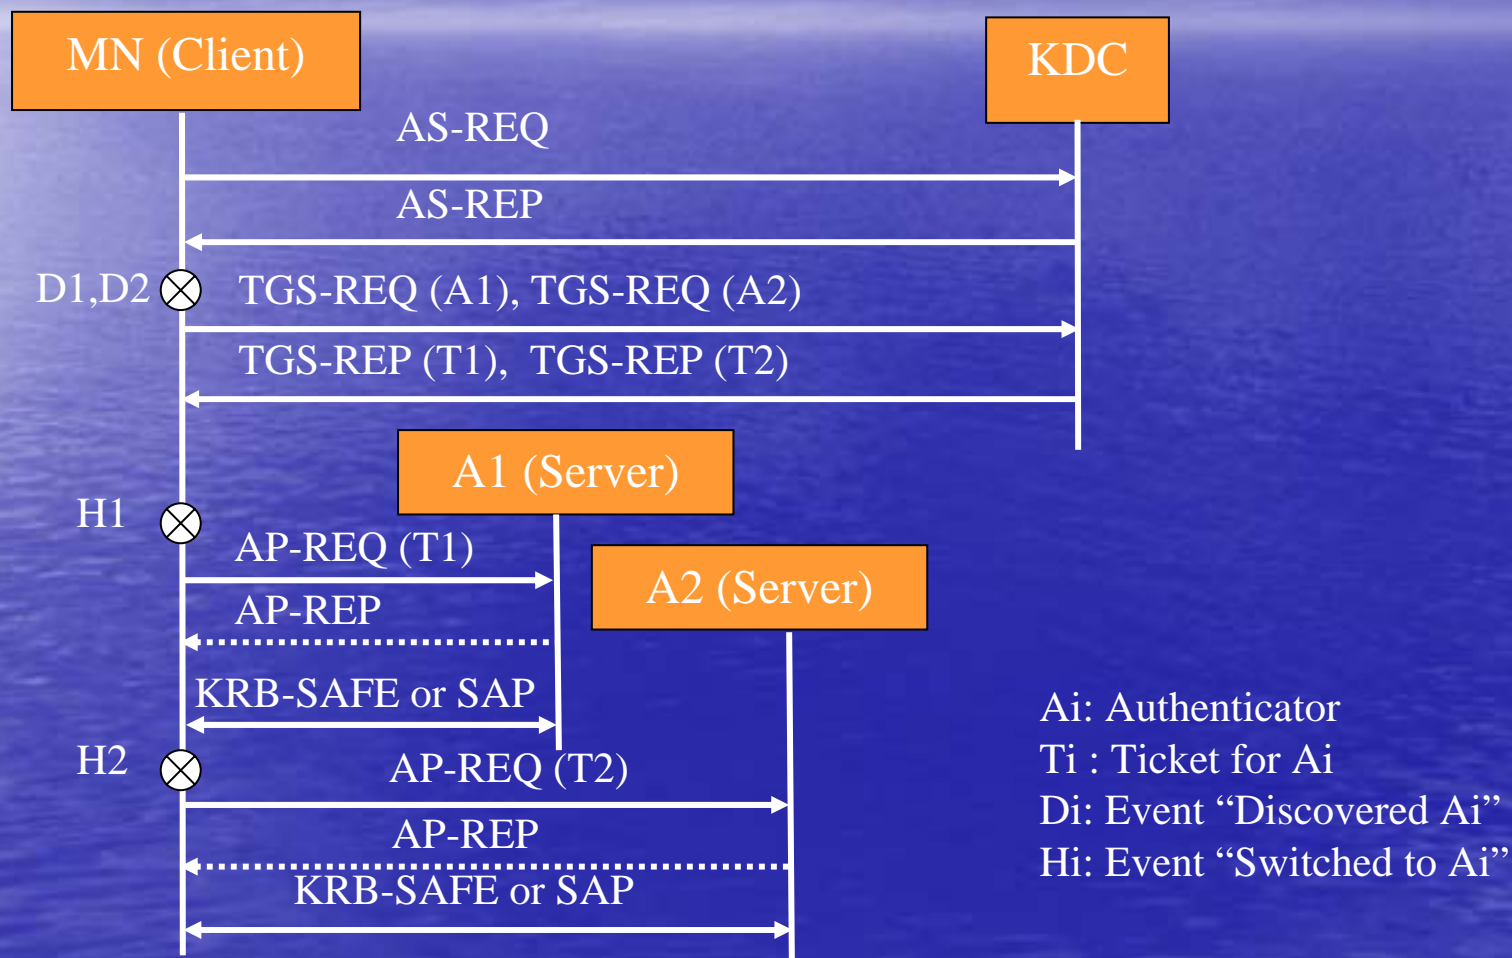 MN (Client)
KDC
AS-REQ
AS-REP
D1,D2
TGS-REQ (A1), TGS-REQ (A2)
TGS-REP (T1), TGS-REP (T2)
A1 (Server)
H1
AP-REQ (T1)
A2 (Server)
AP-REP
KRB-SAFE or SAP
H2
AP-REQ (T2)
AP-REP
KRB-SAFE or SAP
Ai: Authenticator
Ti : Ticket for Ai
Di: Event “Discovered Ai”
Hi: Event “Switched to Ai”